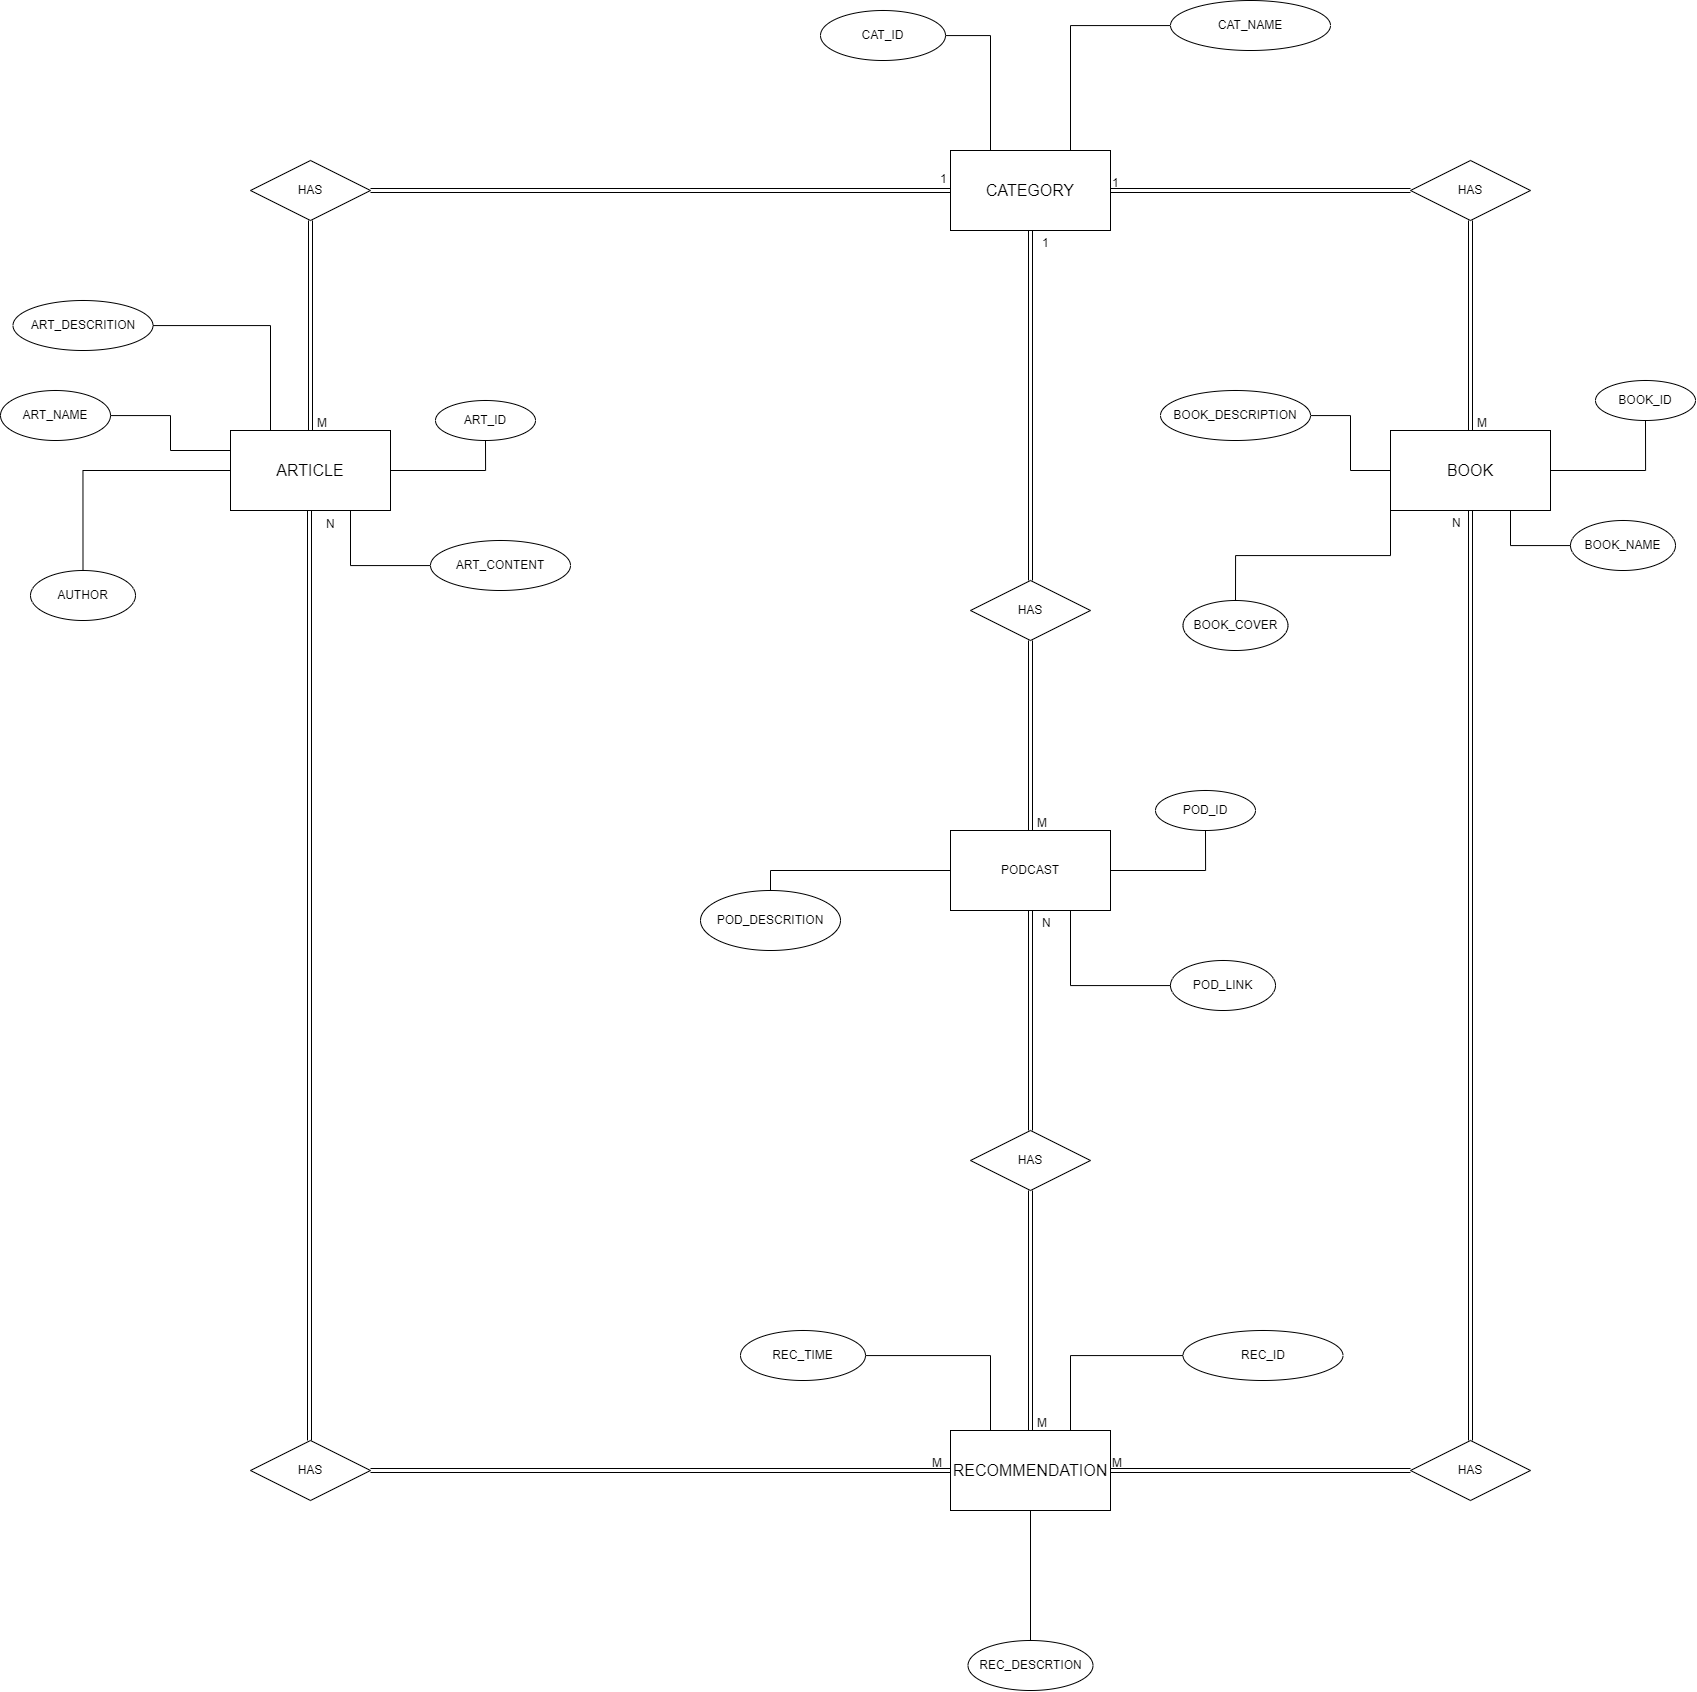 CAT_NAME
CAT_ID
HAS
1
CATEGORY
1
HAS
1
ART_DESCRITION
ART_NAME
ART_ID
M
ARTICLE
N
AUTHOR
ART_CONTENT
BOOK_DESCRIPTION
BOOK_ID
M
BOOK
N
BOOK_NAME
BOOK_COVER
HAS
M
POD_ID
PODCAST
POD_DESCRITION
N
POD_LINK
HAS
REC_TIME
REC_ID
M
HAS
M
RECOMMENDATION
M
HAS
REC_DESCRTION